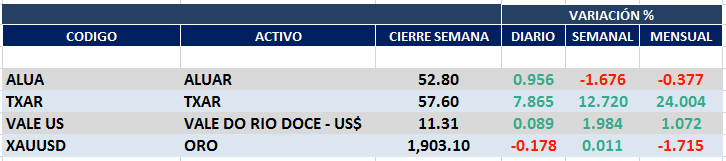 VARIACIÓN %
CODIGO ACTIVO CIERRE SEMANA DIARIO SEMANAL MENSUAL
ALUA ALUAR 52.80 0.956 -1.676 -0.377
TXAR TXAR 57.60 7.865 12.720 24.004
VALE US VALE DO RIO DOCE - US$ 11.31 0.089 1.984 1.072
XAUUSD ORO 1,903.10 -0.178 0.011 -1.715